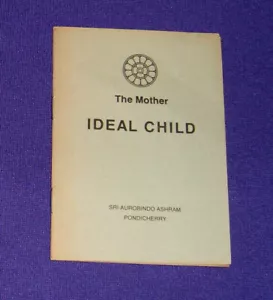 The Mother
IDEAL CHILD
SRI AUROBINDO ASHRAM
PONDICHERRY